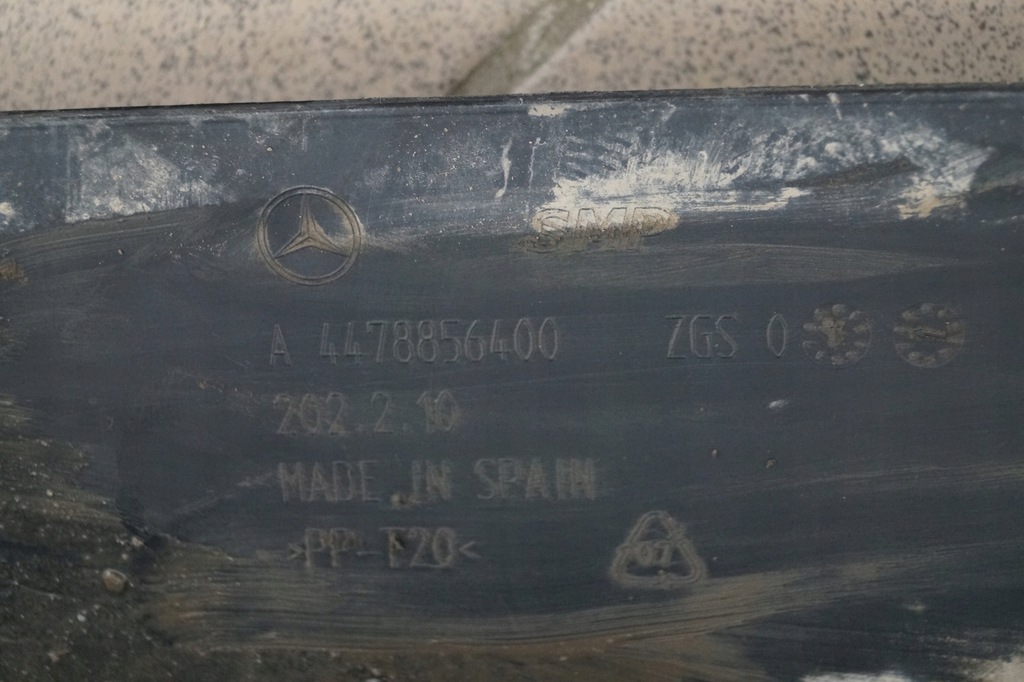 SMP
A 4478856400 ZGS 0
202.2.10
MADE IN SPAIN
>PP-T20<
07